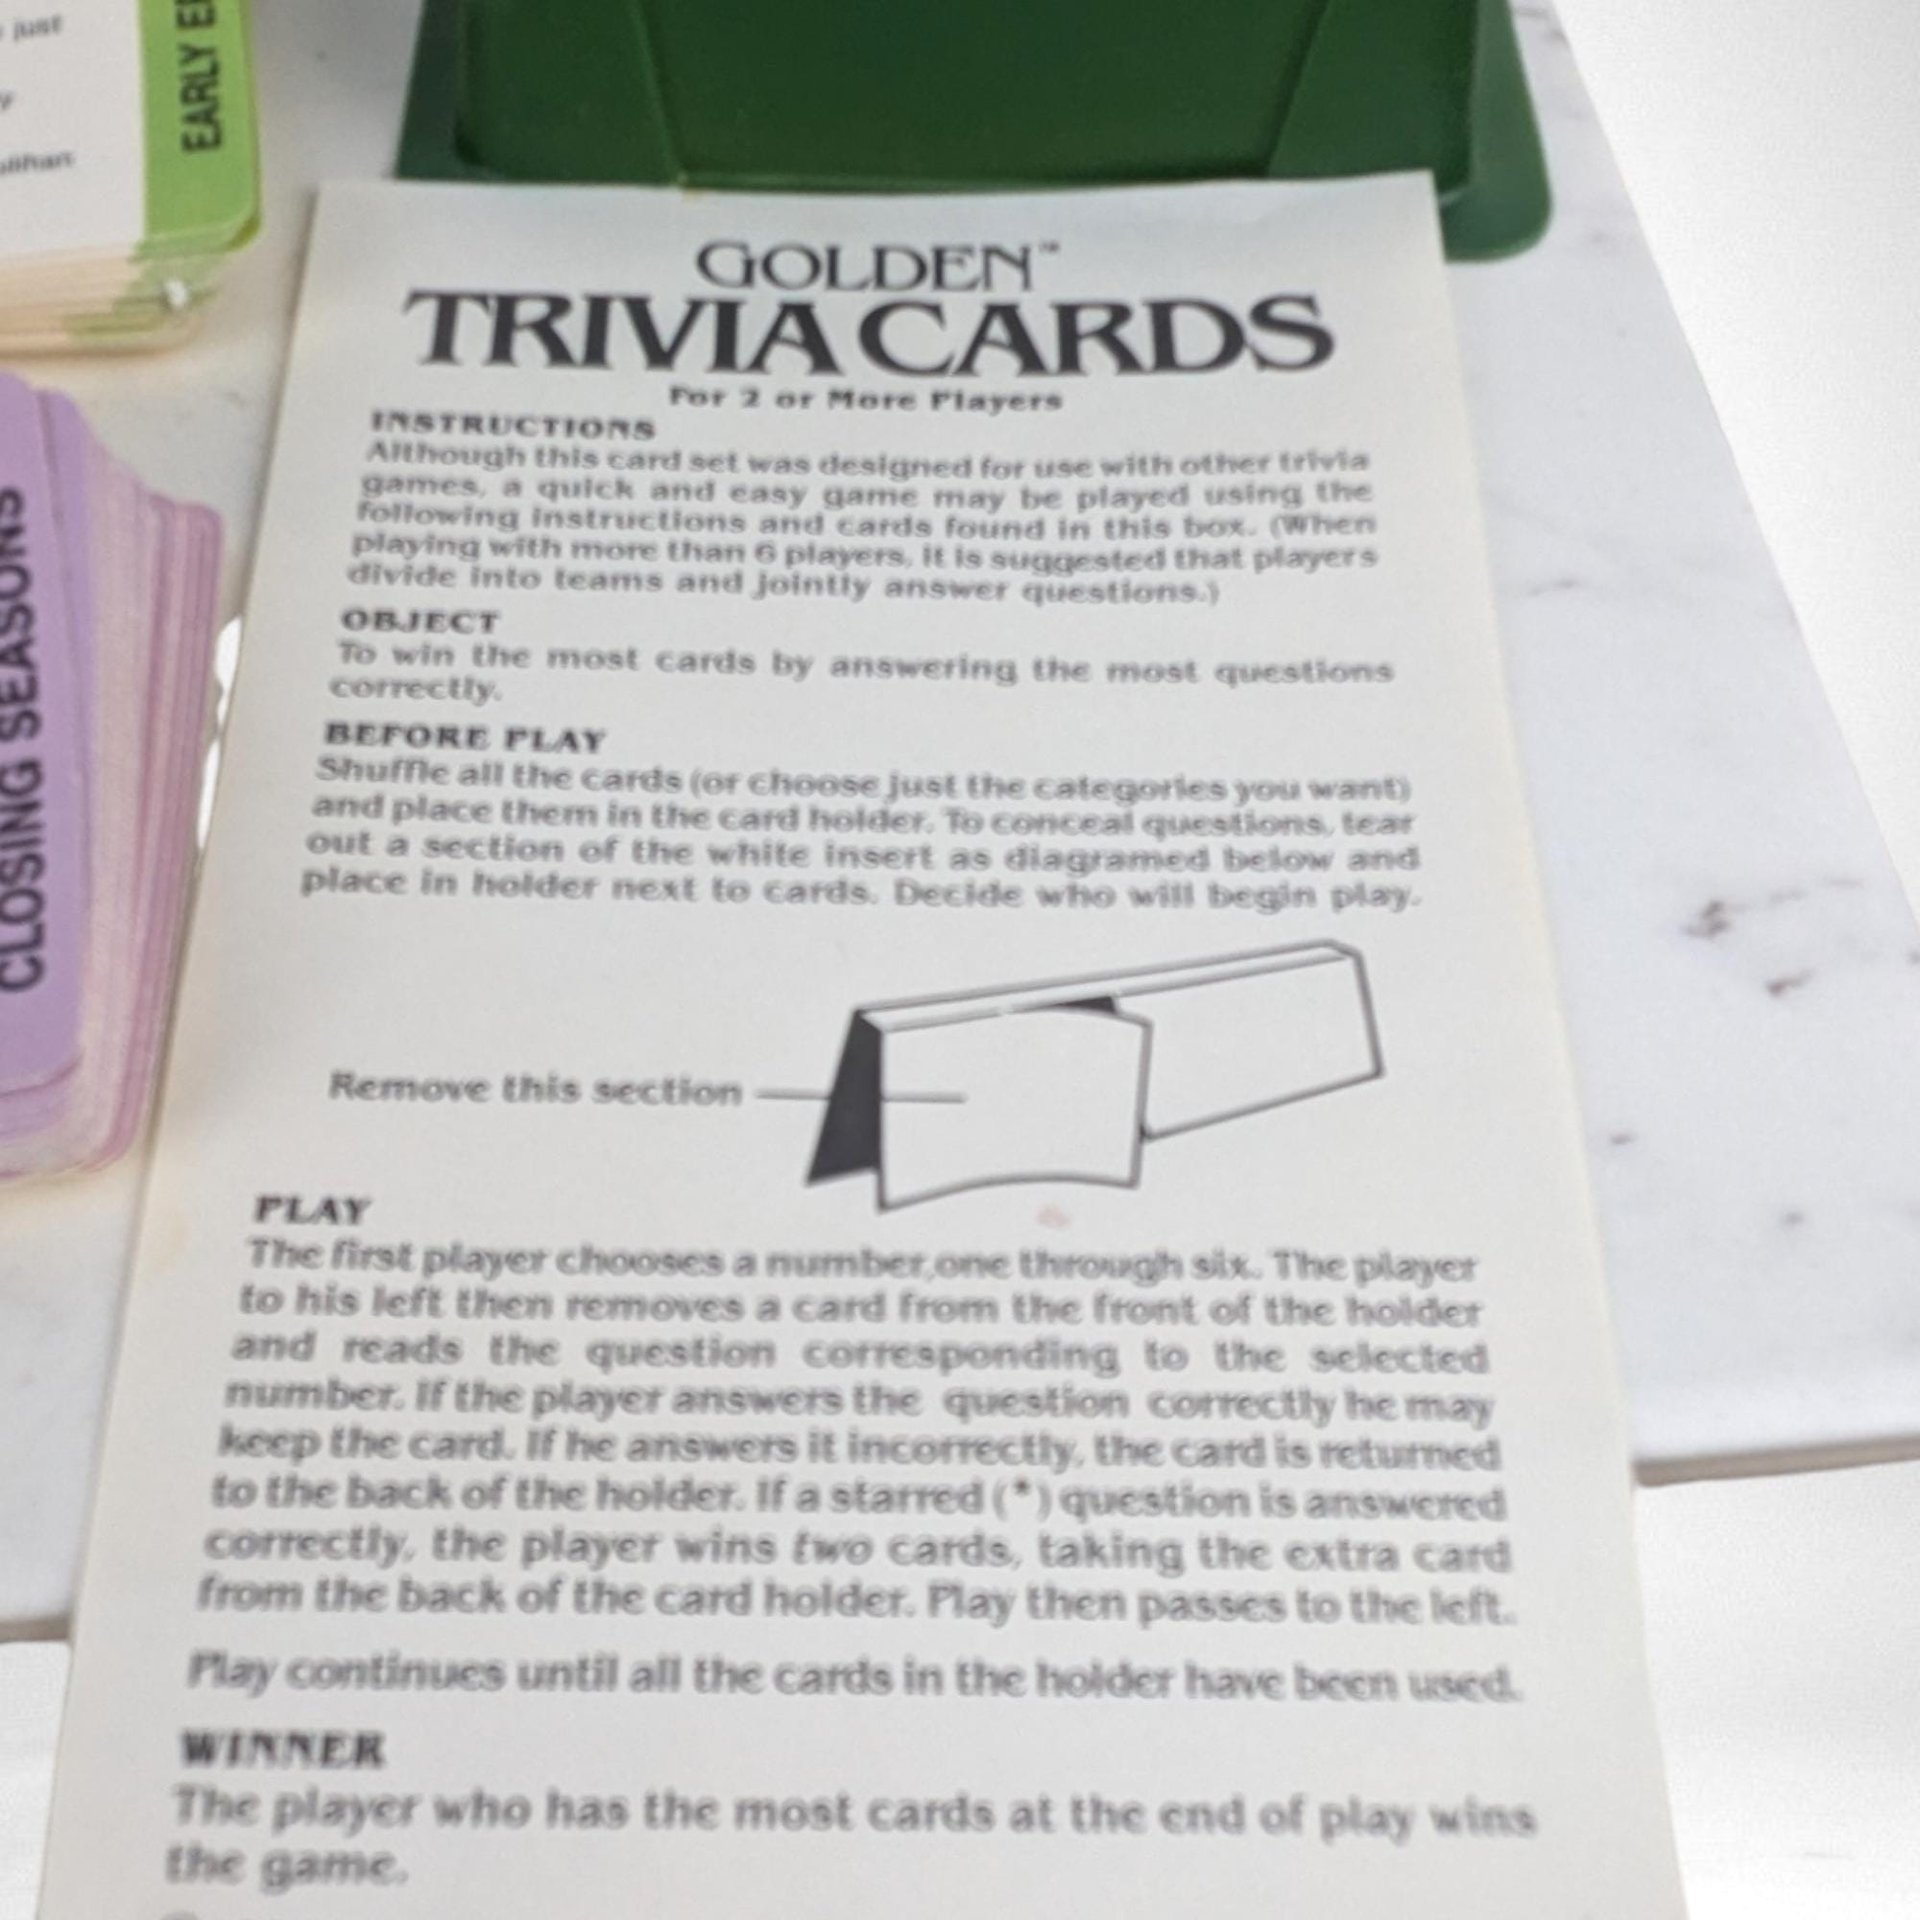 just
EARLY
CLOSING SEASONS
GOLDEN™
TRIVIA CARDS
For 2 or More Players
INSTRUCTIONS
Although this card set was designed for use with other trivia
games, a quick and easy game may be played using the
following instructions and cards found in this box. (When
playing with more than 6 players, it is suggested that players
divide into teams and jointly answer questions.)
OBJECT
To win the most cards by answering the most questions
correctly.
BEFORE PLAY
Shuffle all the cards (or choose just the categories you want)
and place them in the card holder. To conceal questions, tear
out a section of the white insert as diagramed below and
place in holder next to cards. Decide who will begin play.
Remove this section
PLAY
The first player chooses a number,one through six. The player
to his left then removes a card from the front of the holder
and reads the question corresponding to the selected
number. If the player answers the question correctly he may
keep the card. If he answers it incorrectly, the card is returned
to the back of the holder. If a starred (*) question is answered
correctly, the player wins two cards, taking the extra card
from the back of the card holder. Play then passes to the left.
Play continues until all the cards in the holder have been used.
WINNER
The player who has the most cards at the end of play wins
the game.